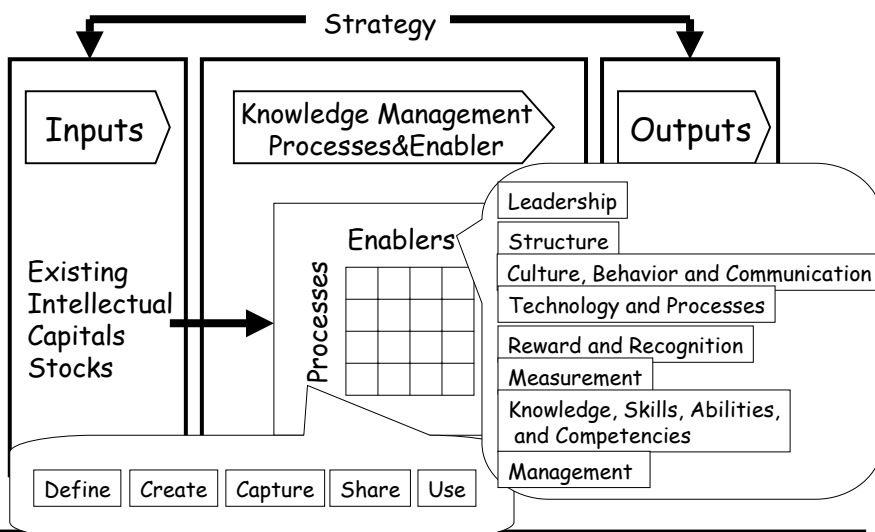 Strategy
Inputs
Knowledge Management
Processes&Enabler
Outputs
Existing
Intellectual
Capitals
Stocks
Enablers
Processes
Leadership
Structure
Culture, Behavior and Communication
Technology and Processes
Reward and Recognition
Measurement
Knowledge, Skills, Abilities,
and Competencies
Management
Define
Create
Capture
Share
Use